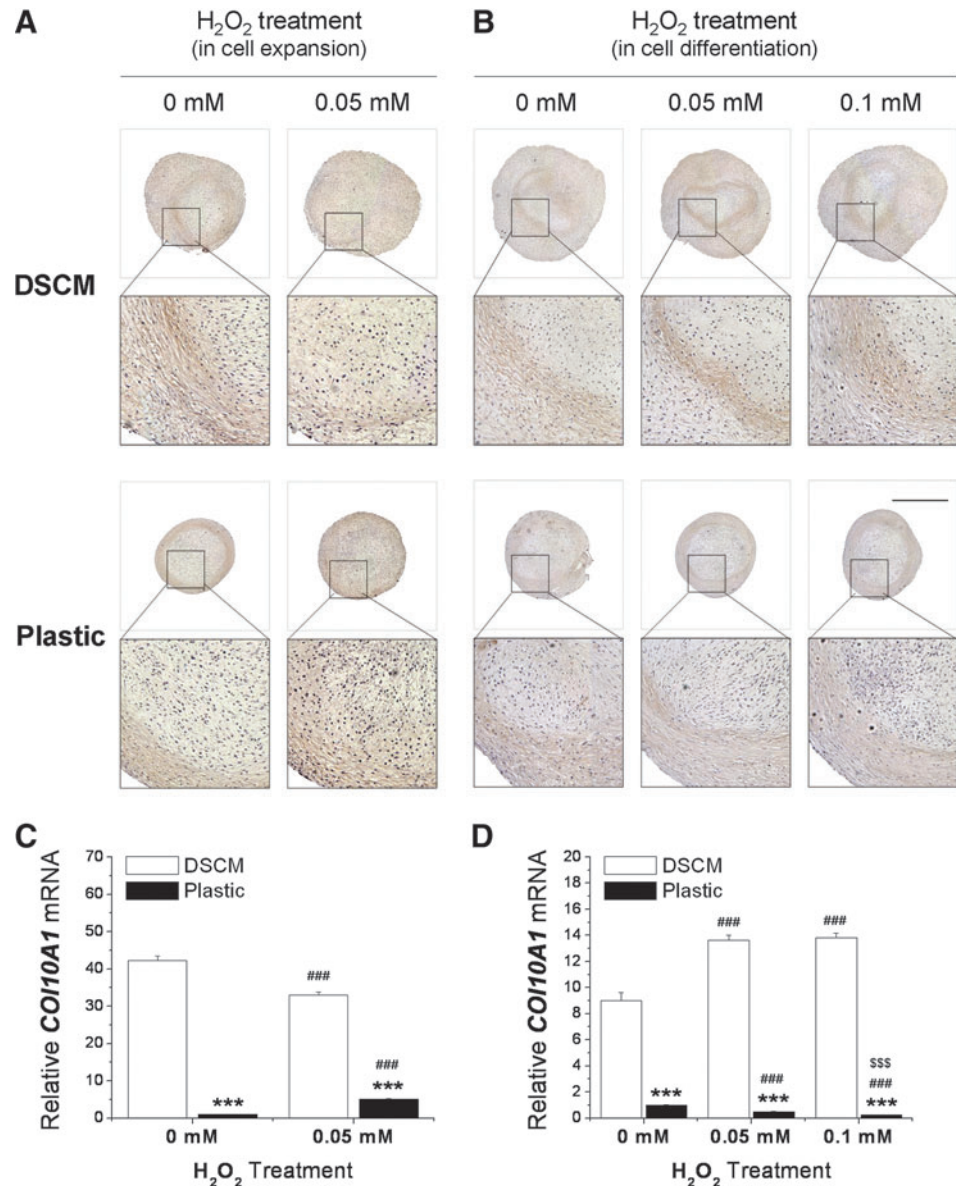 A
H₂O₂ treatment
(in cell expansion)
0 mM 0.05 mM
B
H₂O₂ treatment
(in cell differentiation)
0 mM 0.05 mM 0.1 mM
DSCM
Plastic
C
Relative COl10A1 mRNA
70
60
50
40
30
20
10
0
DSCM
Plastic
***
###
###
***
0 mM 0.05 mM
H₂O₂ Treatment
D
Relative COl10A1 mRNA
20
18
16
14
12
10
8
6
4
2
0
DSCM
Plastic
***
###
###
***
###
$$$
###
***
0 mM 0.05 mM 0.1 mM
H₂O₂ Treatment